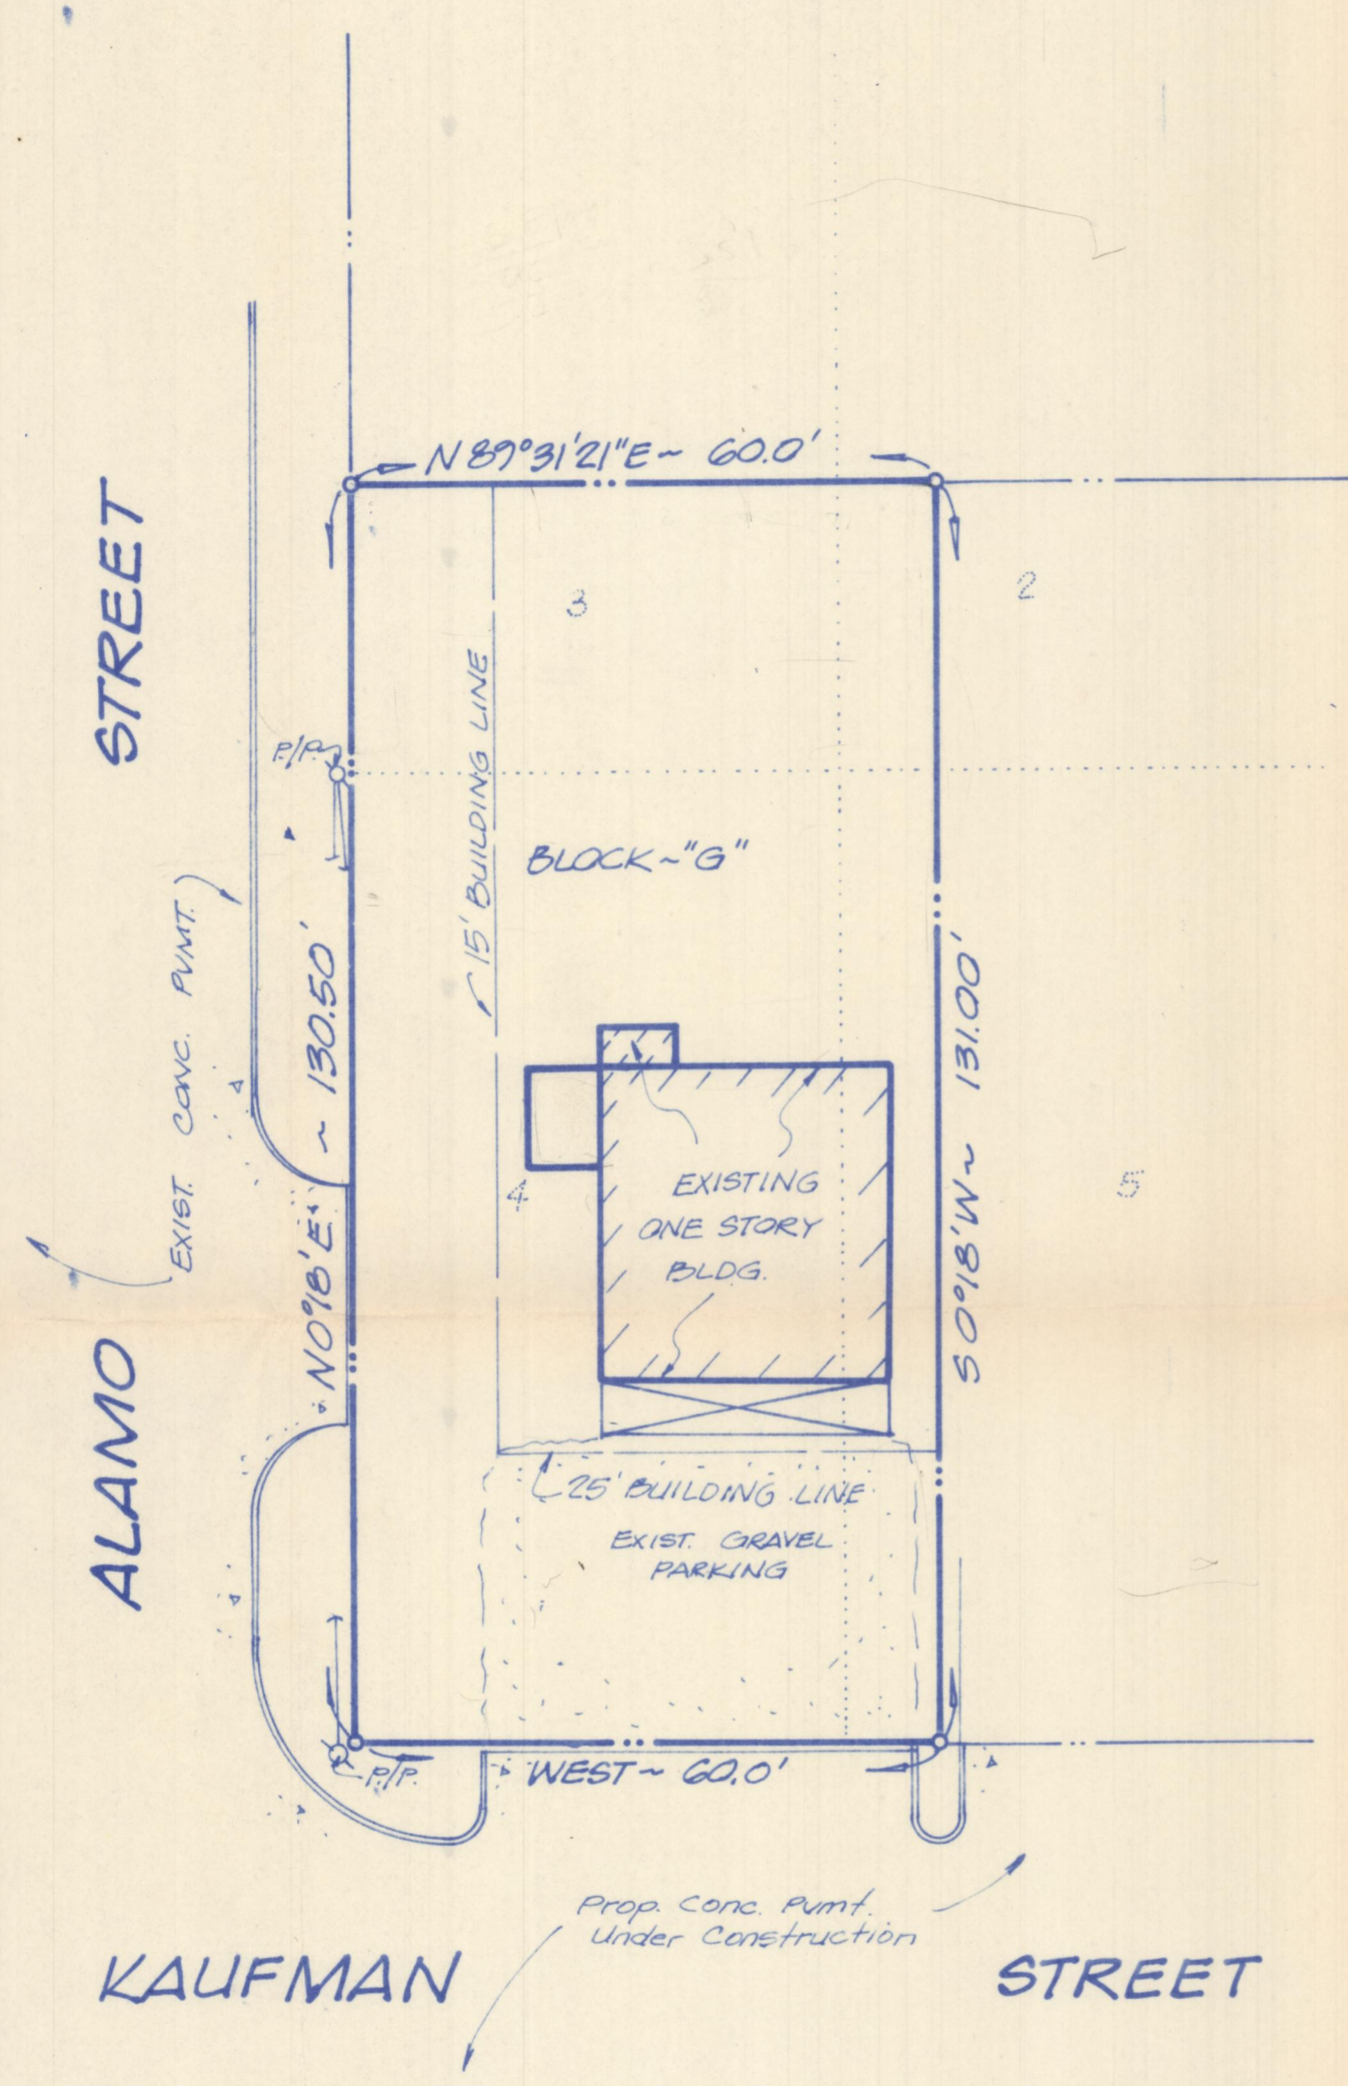 N 89°31'21"E ~ 60.0'
STREET
3
2
P./P.
15' BUILDING LINE
BLOCK ~ "G"
EXIST. CONC. PVMT.
N 0°18' E ~ 130.50'
S 0°18' W ~ 131.00'
4
5
EXISTING
ONE STORY
BLDG.
ALAMO
25' BUILDING LINE
EXIST. GRAVEL
PARKING
P./P.
WEST ~ 60.0'
Prop. Conc. Pvmt.
Under Construction
KAUFMAN STREET